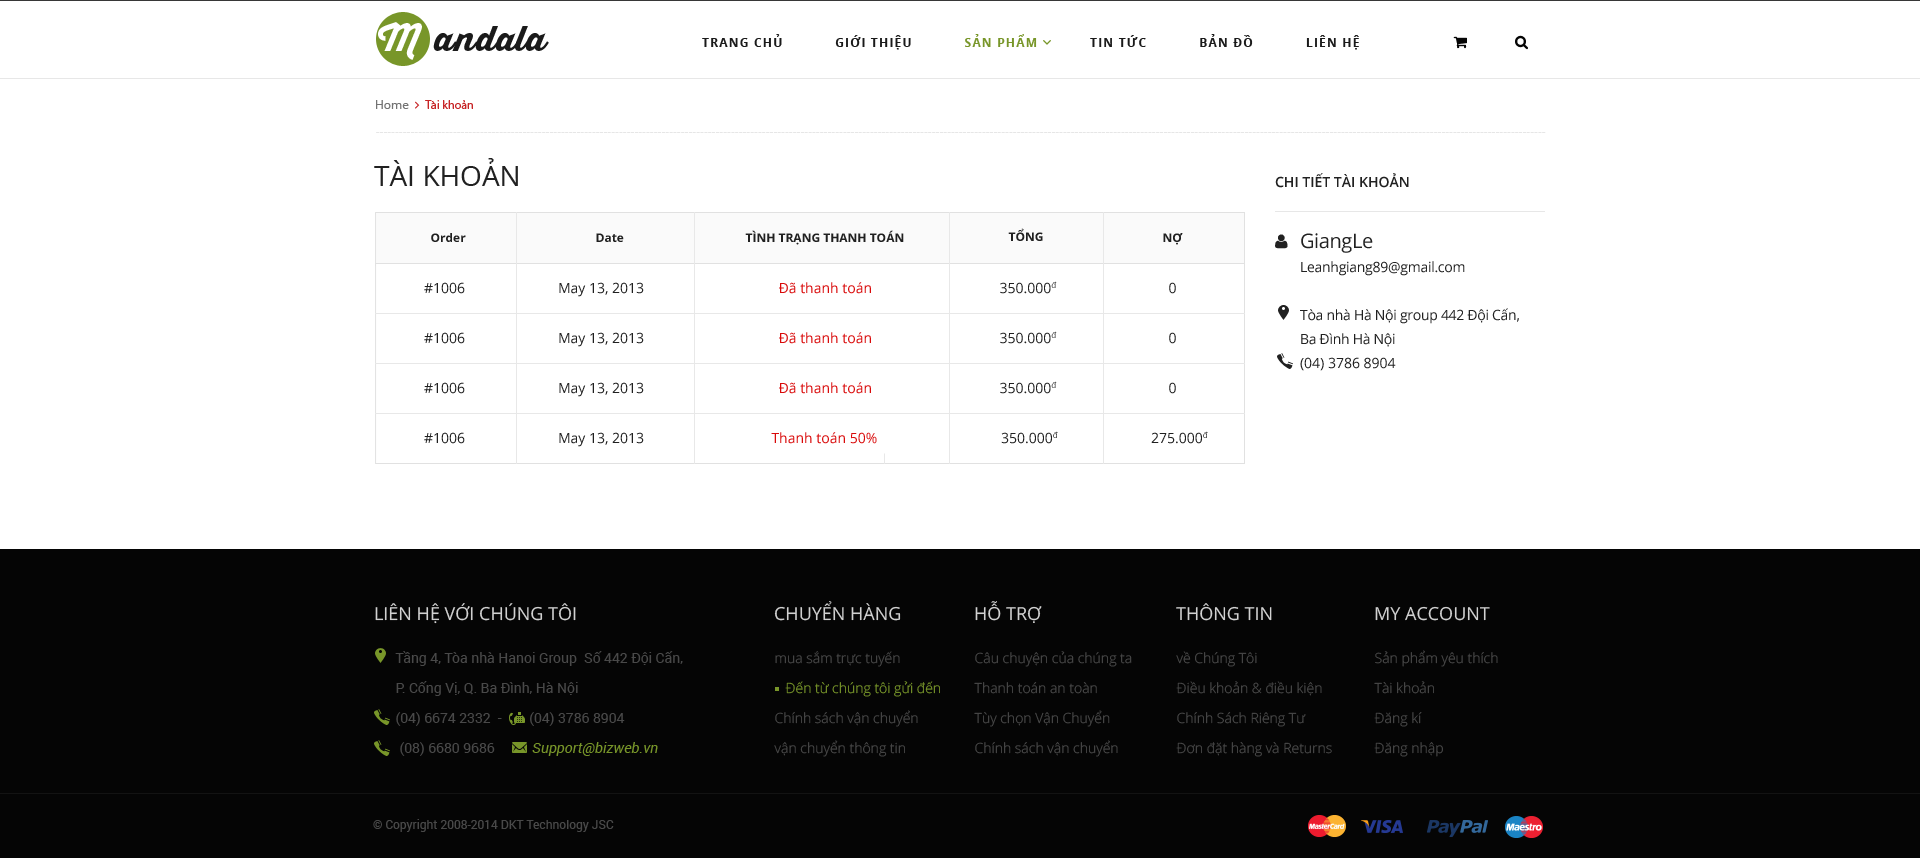 Mandala
TRANG CHỦ GIỚI THIỆU SẢN PHẨM TIN TỨC BẢN ĐỒ LIÊN HỆ
Home > Tài khoản
TÀI KHOẢN
CHI TIẾT TÀI KHOẢN
Order Date TÌNH TRẠNG THANH TOÁN TỔNG NỢ
#1006 May 13, 2013 Đã thanh toán 350.000đ 0
#1006 May 13, 2013 Đã thanh toán 350.000đ 0
#1006 May 13, 2013 Đã thanh toán 350.000đ 0
#1006 May 13, 2013 Thanh toán 50% 350.000đ 275.000đ
GiangLe
Leanhgiang89@gmail.com
Tòa nhà Hà Nội group 442 Đội Cấn,
Ba Đình Hà Nội
(04) 3786 8904
LIÊN HỆ VỚI CHÚNG TÔI
Tầng 4, Tòa nhà Hanoi Group Số 442 Đội Cấn,
P. Cống Vị, Q. Ba Đình, Hà Nội
(04) 6674 2332 - (04) 3786 8904
(08) 6680 9686 Support@bizweb.vn
CHUYỂN HÀNG
mua sắm trực tuyến
Đến từ chúng tôi gửi đến
Chính sách vận chuyển
vận chuyển thông tin
HỖ TRỢ
Câu chuyện của chúng ta
Thanh toán an toàn
Tùy chọn Vận Chuyển
Chính sách vận chuyển
THÔNG TIN
về Chúng Tôi
Điều khoản & điều kiện
Chính Sách Riêng Tư
Đơn đặt hàng và Returns
MY ACCOUNT
Sản phẩm yêu thích
Tài khoản
Đăng kí
Đăng nhập
© Copyright 2008-2014 DKT Technology JSC
MasterCard VISA PayPal Maestro